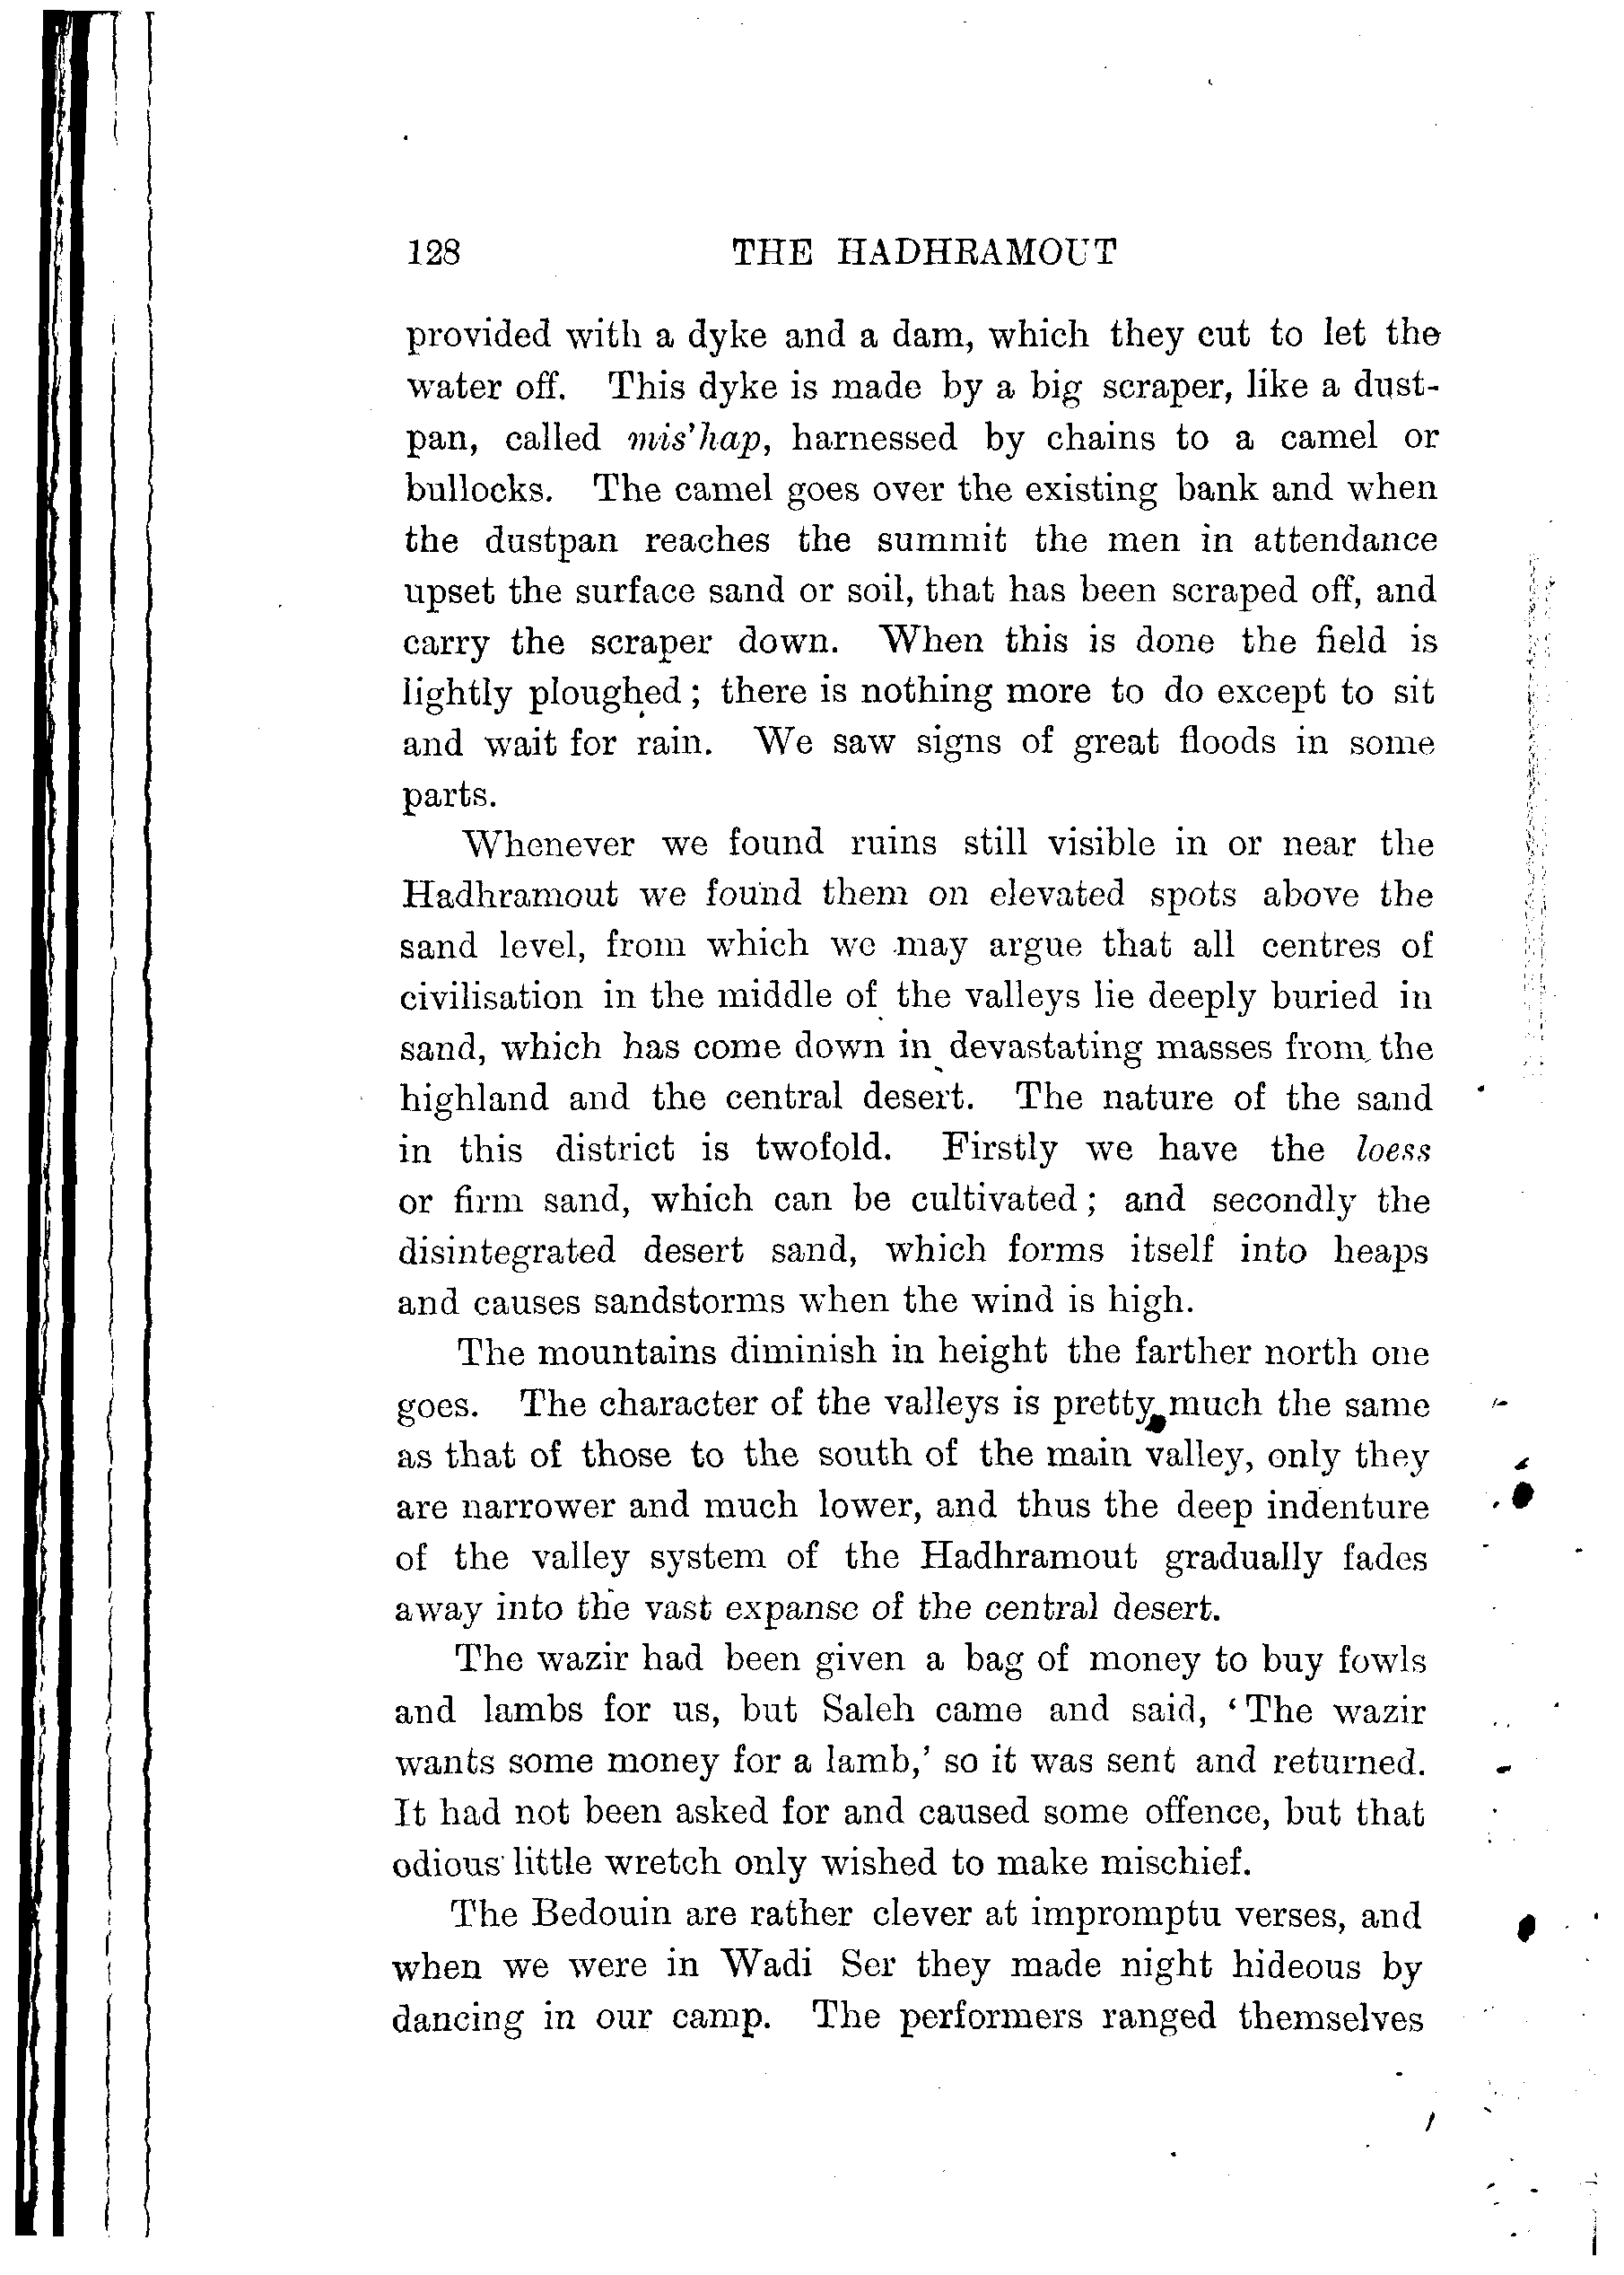 128 THE HADHRAMOUT
provided with a dyke and a dam, which they cut to let the
water off. This dyke is made by a big scraper, like a dust-
pan, called mis'hap, harnessed by chains to a camel or
bullocks. The camel goes over the existing bank and when
the dustpan reaches the summit the men in attendance
upset the surface sand or soil, that has been scraped off, and
carry the scraper down. When this is done the field is
lightly ploughed; there is nothing more to do except to sit
and wait for rain. We saw signs of great floods in some
parts.
Whenever we found ruins still visible in or near the
Hadhramout we found them on elevated spots above the
sand level, from which we may argue that all centres of
civilisation in the middle of the valleys lie deeply buried in
sand, which has come down in devastating masses from the
highland and the central desert. The nature of the sand
in this district is twofold. Firstly we have the loess
or firm sand, which can be cultivated; and secondly the
disintegrated desert sand, which forms itself into heaps
and causes sandstorms when the wind is high.
The mountains diminish in height the farther north one
goes. The character of the valleys is pretty much the same
as that of those to the south of the main valley, only they
are narrower and much lower, and thus the deep indenture
of the valley system of the Hadhramout gradually fades
away into the vast expanse of the central desert.
The wazir had been given a bag of money to buy fowls
and lambs for us, but Saleh came and said, ‘The wazir
wants some money for a lamb,’ so it was sent and returned.
It had not been asked for and caused some offence, but that
odious little wretch only wished to make mischief.
The Bedouin are rather clever at impromptu verses, and
when we were in Wadi Ser they made night hideous by
dancing in our camp. The performers ranged themselves